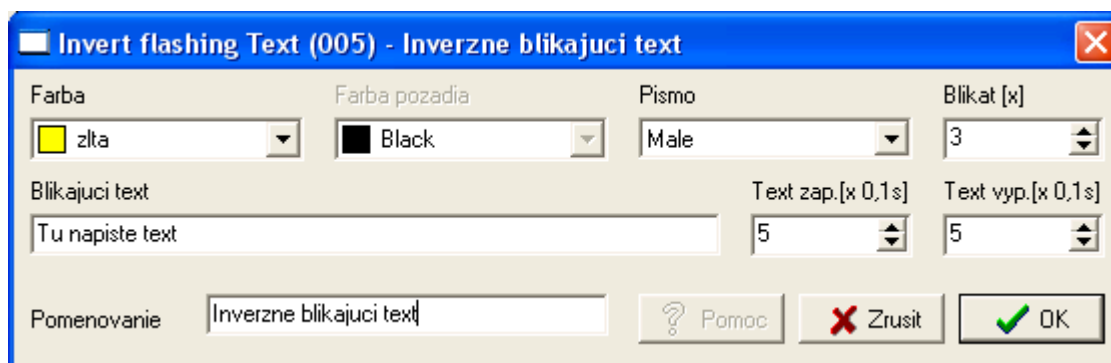 Invert flashing Text (005) - Inverzne blikajuci text
Farba Farba pozadia Pismo Blikat [x]
zlta Black Male 3
Blikajuci text Text zap.[x 0,1s] Text vyp.[x 0,1s]
Tu napiste text 5 5
Pomenovanie Inverzne blikajuci text Pomoc Zrusit OK